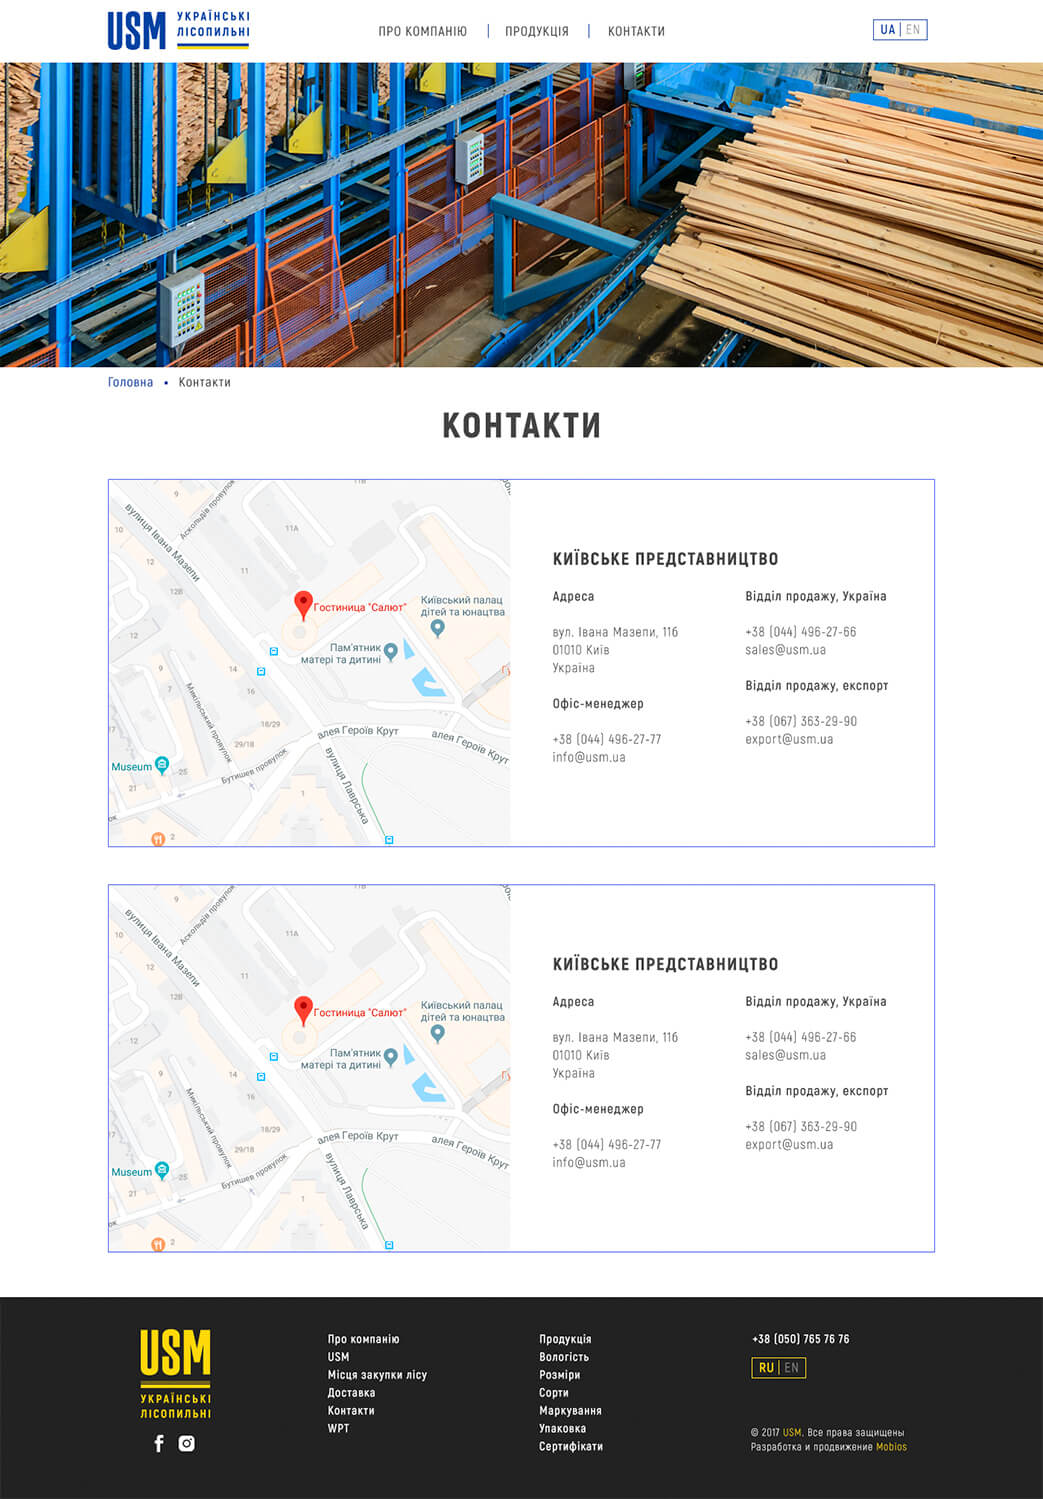 USM УКРАЇНСЬКІ
ЛІСОПИЛЬНІ
ПРО КОМПАНІЮ | ПРОДУКЦІЯ | КОНТАКТИ
UA | EN
Головна • Контакти
КОНТАКТИ
11В
9
Аскольдів провулок
10
вулиця Івана Мазепи
11А
12
11
12В
Гостиница "Салют"
Київський палац
дітей та юнацтва
Пам'ятник
матері та дитині
9
14
7
16
Микільський провулок
18/29
29/18
алея Героїв Крут
алея Героїв Крут
Museum
25
Бутишев провулок
вулиця Лаврська
1
2
КИЇВСЬКЕ ПРЕДСТАВНИЦТВО
Адреса
вул. Івана Мазепи, 11б
01010 Київ
Україна
Офіс-менеджер
+38 (044) 496-27-77
info@usm.ua
Відділ продажу, Україна
+38 (044) 496-27-66
sales@usm.ua
Відділ продажу, експорт
+38 (067) 363-29-90
export@usm.ua
11В
9
Аскольдів провулок
10
вулиця Івана Мазепи
11А
12
11
12В
Гостиница "Салют"
Київський палац
дітей та юнацтва
Пам'ятник
матері та дитині
9
14
7
16
Микільський провулок
18/29
29/18
алея Героїв Крут
алея Героїв Крут
Museum
25
Бутишев провулок
вулиця Лаврська
1
2
КИЇВСЬКЕ ПРЕДСТАВНИЦТВО
Адреса
вул. Івана Мазепи, 11б
01010 Київ
Україна
Офіс-менеджер
+38 (044) 496-27-77
info@usm.ua
Відділ продажу, Україна
+38 (044) 496-27-66
sales@usm.ua
Відділ продажу, експорт
+38 (067) 363-29-90
export@usm.ua
USM
УКРАЇНСЬКІ
ЛІСОПИЛЬНІ
Про компанію
USM
Місця закупки лісу
Доставка
Контакти
WPT
Продукція
Вологість
Розміри
Сорти
Маркування
Упаковка
Сертифікати
+38 (050) 765 76 76
RU | EN
© 2017 USM. Все права защищены
Разработка и продвижение Mobios